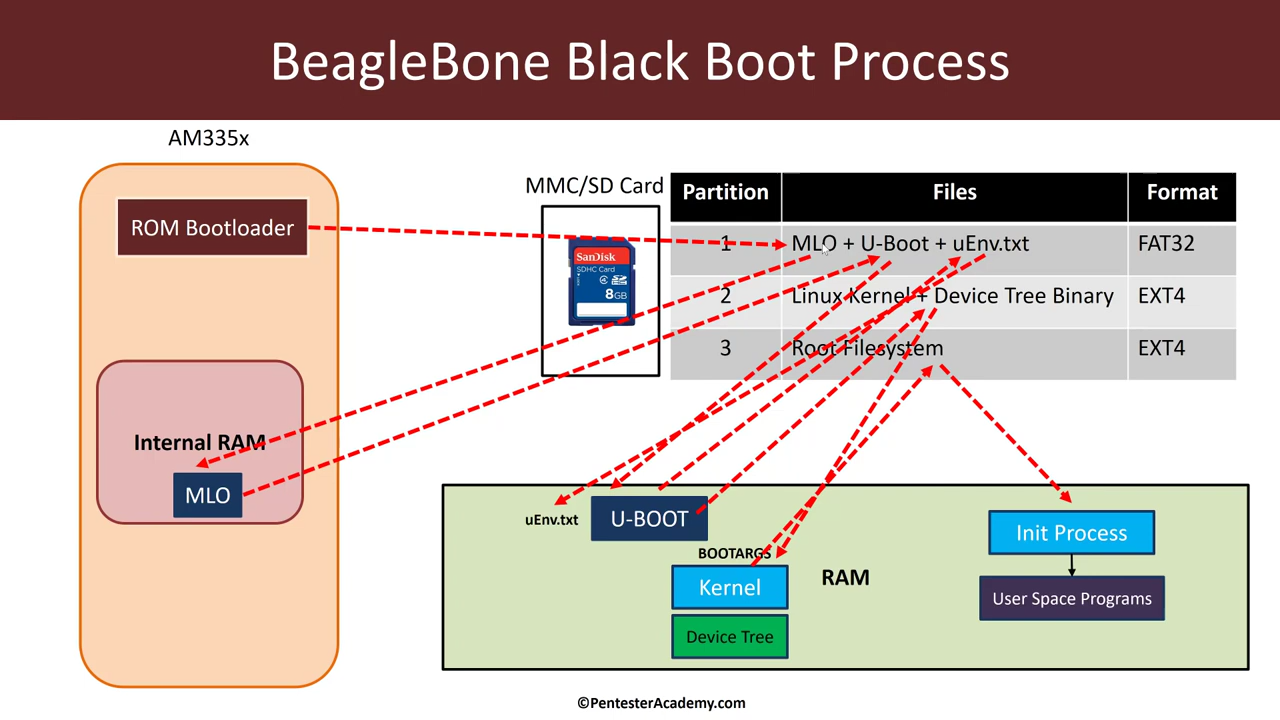 BeagleBone Black Boot Process
AM335x
ROM Bootloader
Internal RAM
MLO
MMC/SD Card
SanDisk
SDHC Card
4
8GB
Partition Files Format
1 MLO + U-Boot + uEnv.txt FAT32
2 Linux Kernel + Device Tree Binary EXT4
3 Root Filesystem EXT4
uEnv.txt
U-BOOT
BOOTARGS
Kernel
Device Tree
RAM
Init Process
User Space Programs
©PentesterAcademy.com